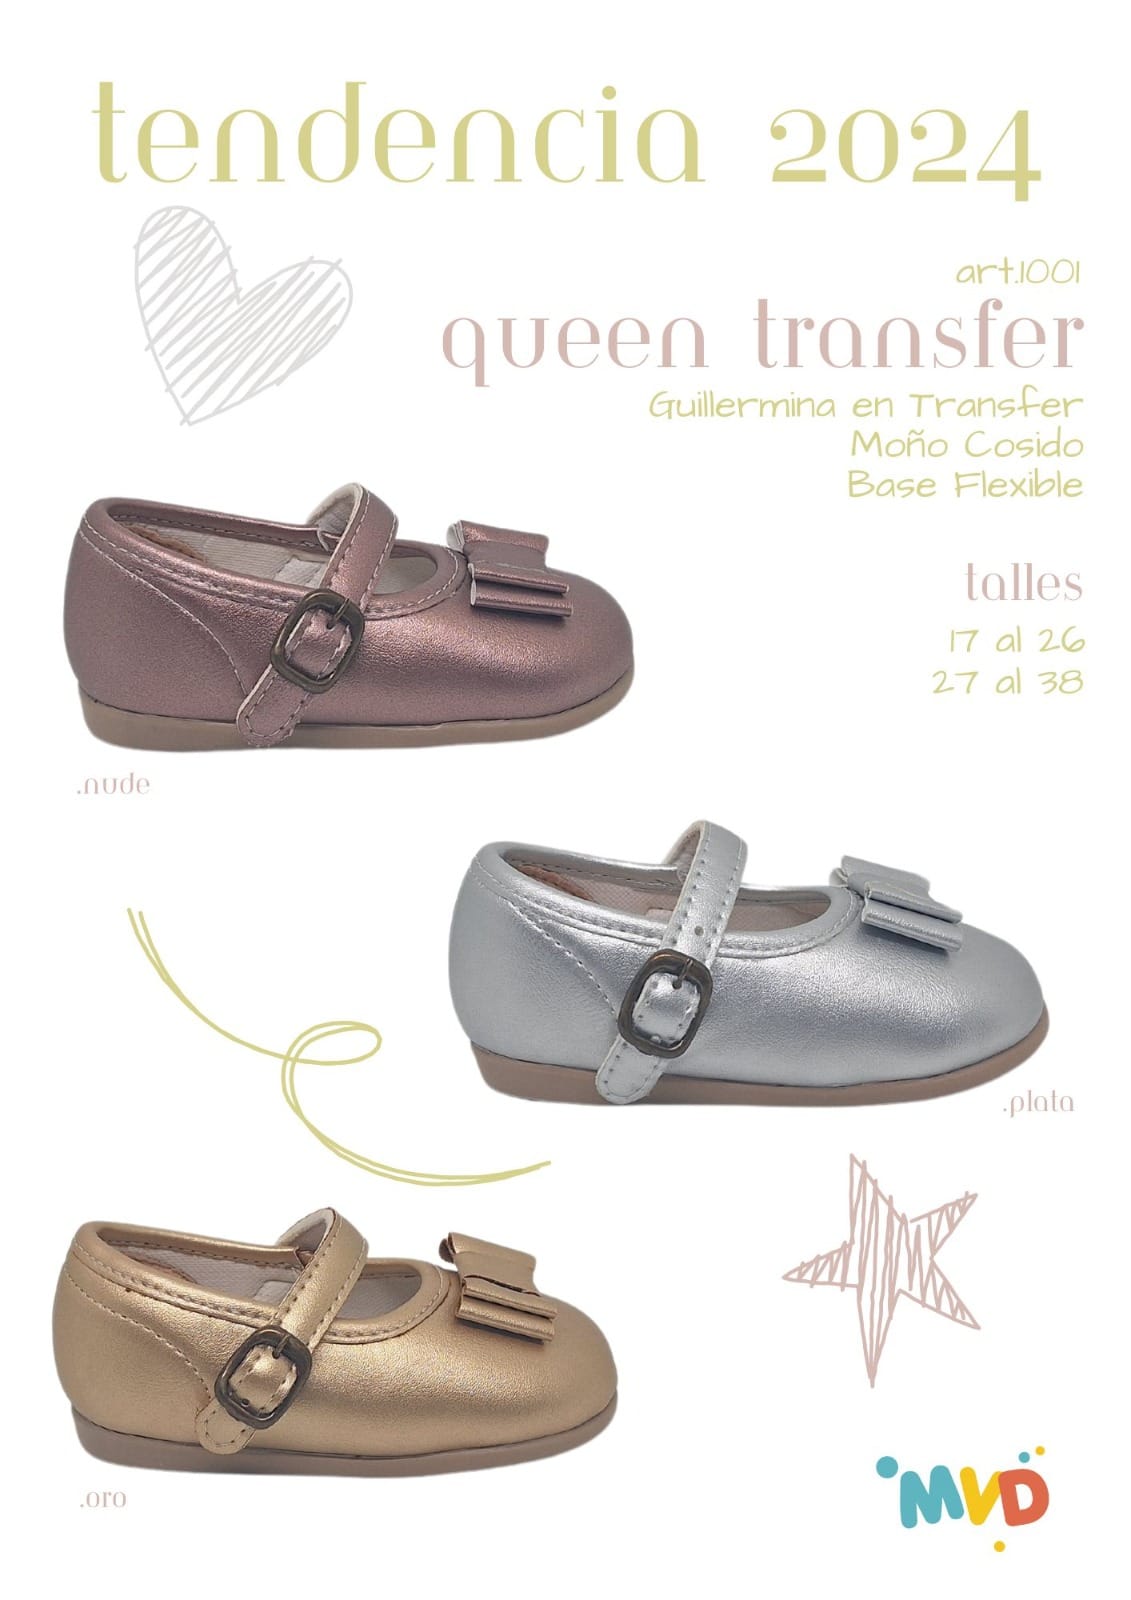 tendencia 2024
art.1001
queen transfer
Guillermina en Transfer
Moño Cosido
Base Flexible
talles
17 al 26
27 al 38
.nude
.plata
.oro
MVD